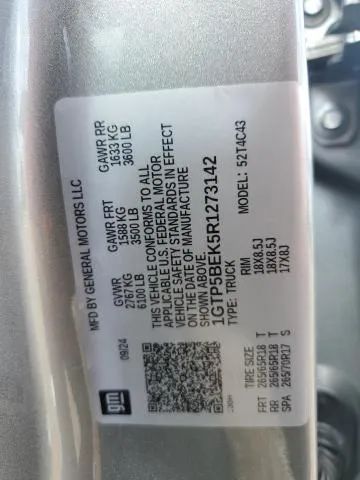 MFD BY GENERAL MOTORS LLC
GVWR GAWR FRT GAWR RR
2767 KG 1588 KG 1633 KG
6100 LB 3500 LB 3600 LB
THIS VEHICLE CONFORMS TO ALL
APPLICABLE U.S. FEDERAL MOTOR
VEHICLE SAFETY STANDARDS IN EFFECT
ON THE DATE OF MANUFACTURE
SHOWN ABOVE.
09/24
gm
1GTP5BEK5R1273142
TYPE: TRUCK MODEL: 52T4C43
TIRE SIZE RIM
FRT 265/65R18 T 18X8.5J
RR 265/65R18 T 18X8.5J
SPA 265/70R17 S 17X8J